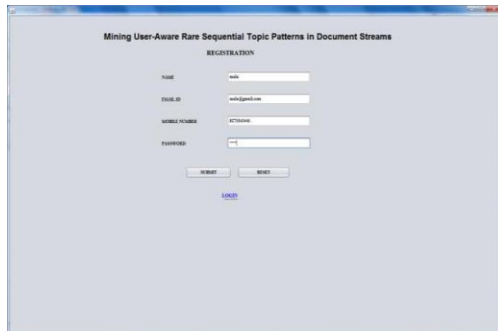 Mining User-Aware Rare Sequential Topic Patterns in Document Streams
REGISTRATION
NAME
EMAIL ID
MOBILE NUMBER
PASSWORD
SUBMIT RESET
LOGIN